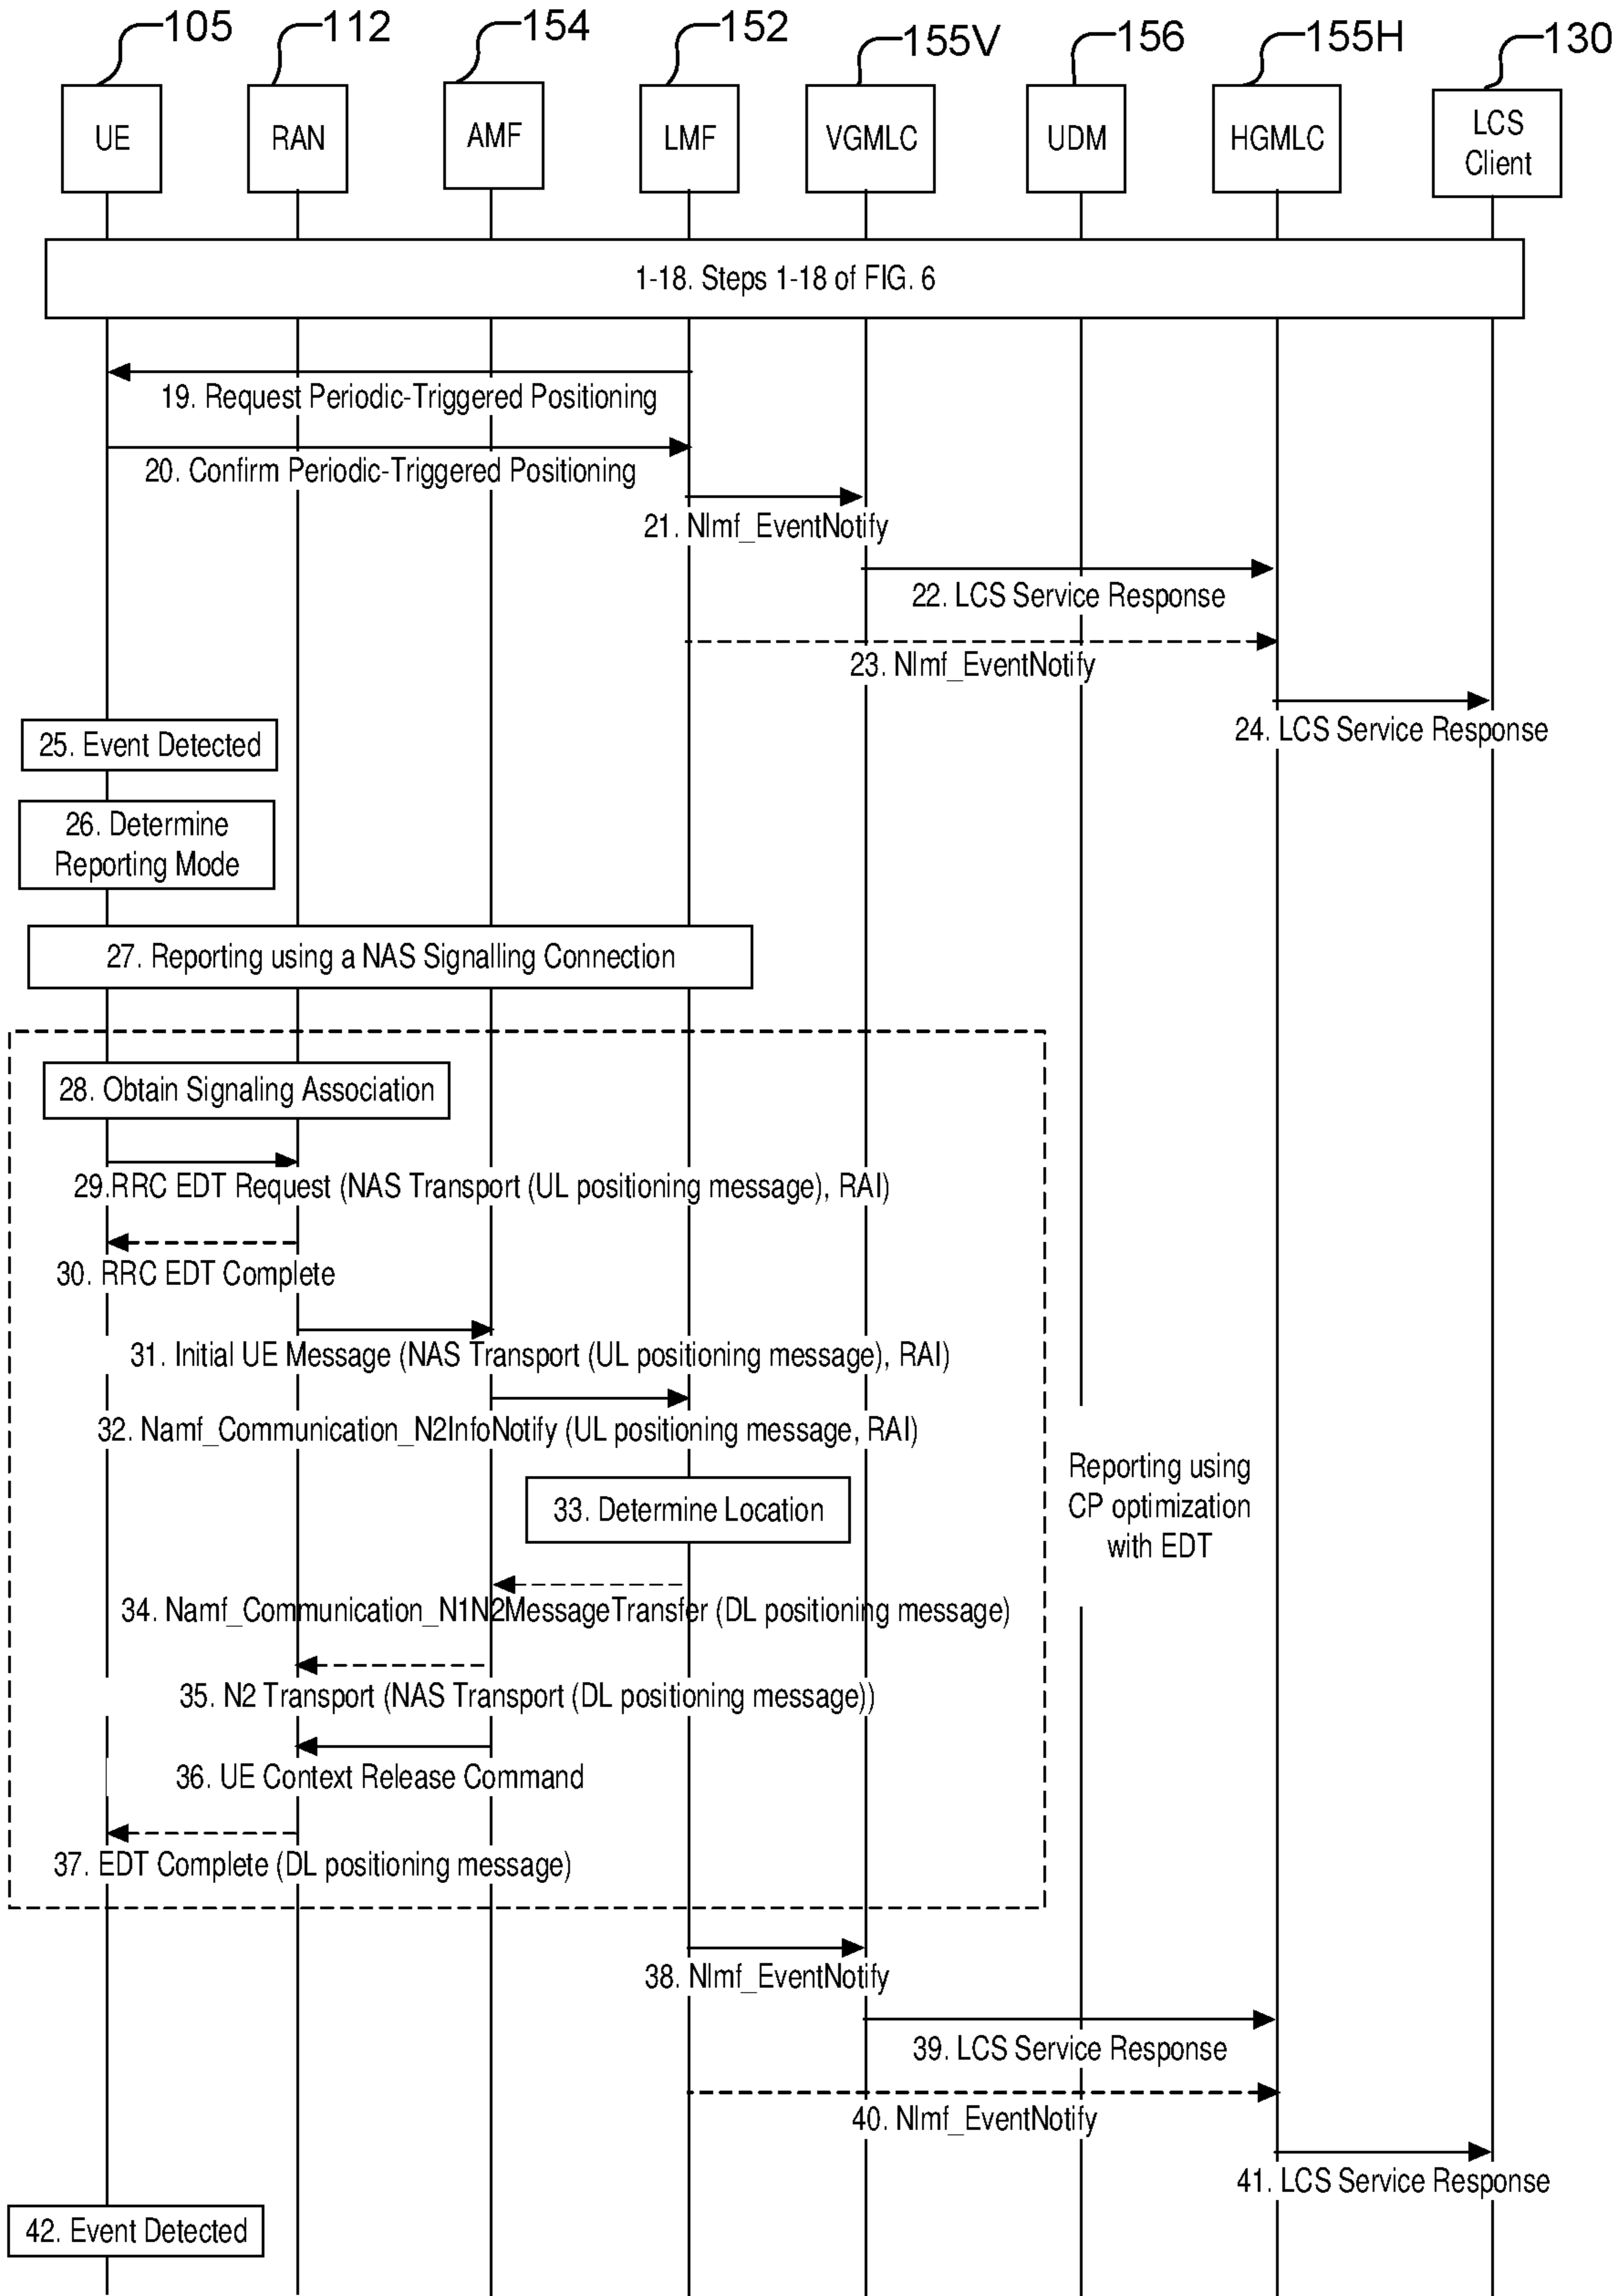 105
112
154
152
155V
156
155H
130
UE
RAN
AMF
LMF
VGMLC
UDM
HGMLC
LCS
Client
1-18. Steps 1-18 of FIG. 6
19. Request Periodic-Triggered Positioning
20. Confirm Periodic-Triggered Positioning
21. Nlmf_EventNotify
22. LCS Service Response
23. Nlmf_EventNotify
24. LCS Service Response
25. Event Detected
26. Determine
Reporting Mode
27. Reporting using a NAS Signalling Connection
28. Obtain Signaling Association
29.RRC EDT Request (NAS Transport (UL positioning message), RAI)
30. RRC EDT Complete
31. Initial UE Message (NAS Transport (UL positioning message), RAI)
32. Namf_Communication_N2InfoNotify (UL positioning message, RAI)
33. Determine Location
Reporting using
CP optimization
with EDT
34. Namf_Communication_N1N2MessageTransfer (DL positioning message)
35. N2 Transport (NAS Transport (DL positioning message))
36. UE Context Release Command
37. EDT Complete (DL positioning message)
38. Nlmf_EventNotify
39. LCS Service Response
40. Nlmf_EventNotify
41. LCS Service Response
42. Event Detected